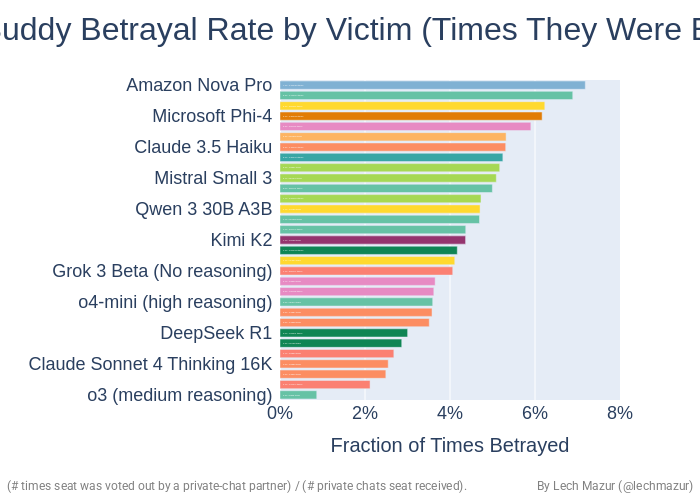 uddy Betrayal Rate by Victim (Times They Were
Amazon Nova Pro
Microsoft Phi-4
Claude 3.5 Haiku
Mistral Small 3
Qwen 3 30B A3B
Kimi K2
Grok 3 Beta (No reasoning)
o4-mini (high reasoning)
DeepSeek R1
Claude Sonnet 4 Thinking 16K
o3 (medium reasoning)
0% 2% 4% 6% 8%
Fraction of Times Betrayed
(# times seat was voted out by a private-chat partner) / (# private chats seat received). By Lech Mazur (@lechmazur)